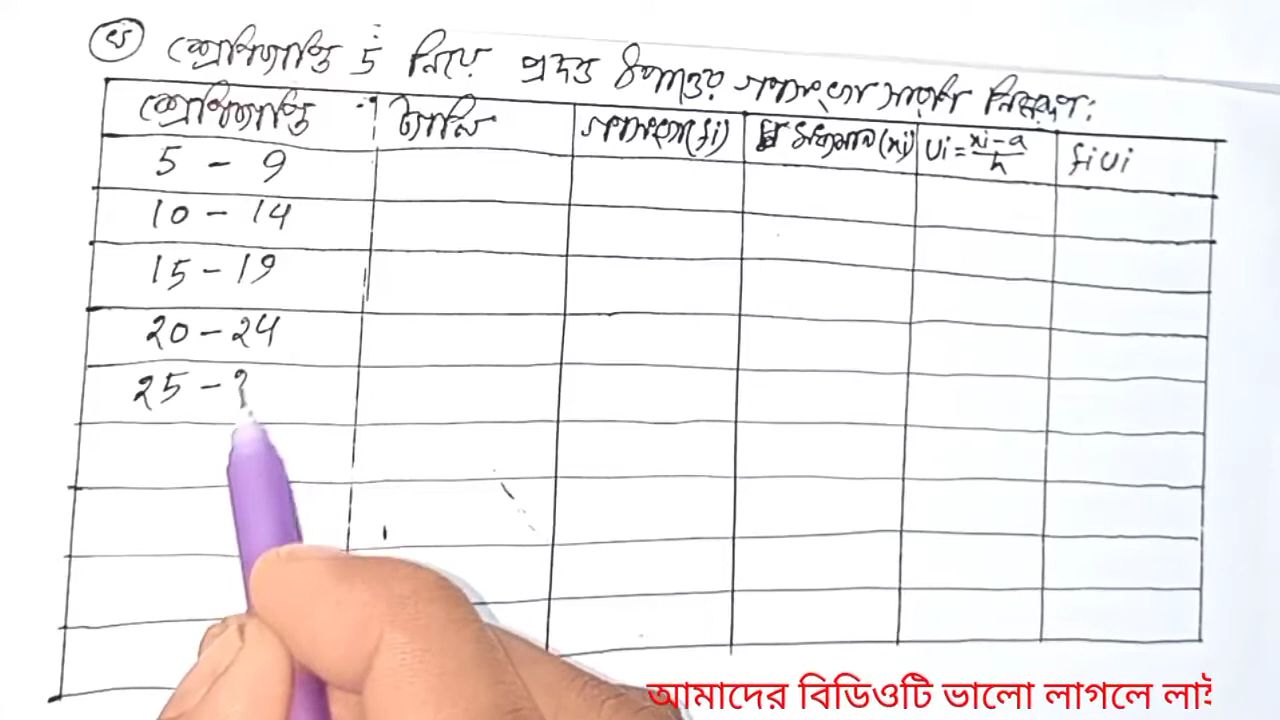 শ্রেণিব্যাপ্তি 5 নিয়ে প্রদত্ত উপাত্তের গণসংখ্যা সারণি নিম্নরূপ:
শ্রেণিব্যাপ্তি ট্যালি গণসংখ্যা(fi) মধ্যমান(xi) Ui = xi-a/h fiUi
5 - 9
10 - 14
15 - 19
20 - 24
25 - 2
আমাদের বিডিওটি ভালো লাগলে লাই